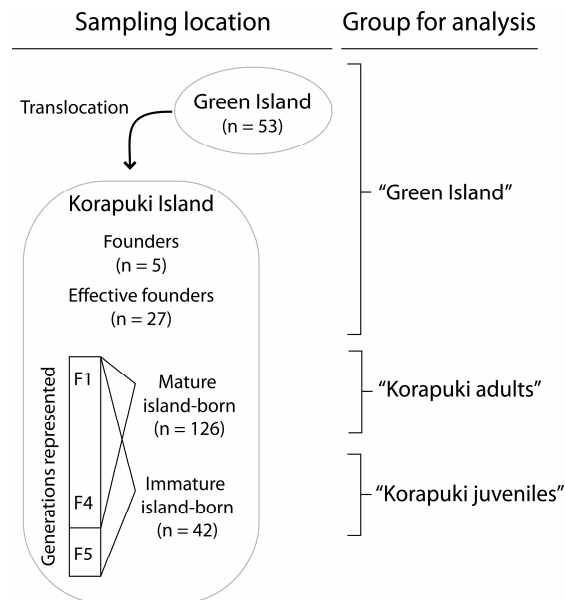 Sampling location
Group for analysis
Translocation
Green Island
(n = 53)
"Green Island"
Korapuki Island
Founders
(n = 5)
Effective founders
(n = 27)
Generations represented
F1
F4
F5
Mature
island-born
(n = 126)
"Korapuki adults"
Immature
island-born
(n = 42)
"Korapuki juveniles"